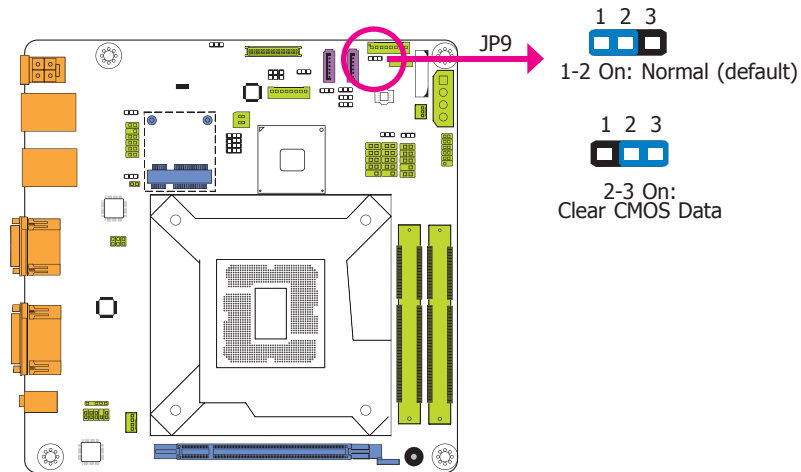 JP9
1 2 3
1-2 On: Normal (default)
1 2 3
2-3 On:
Clear CMOS Data